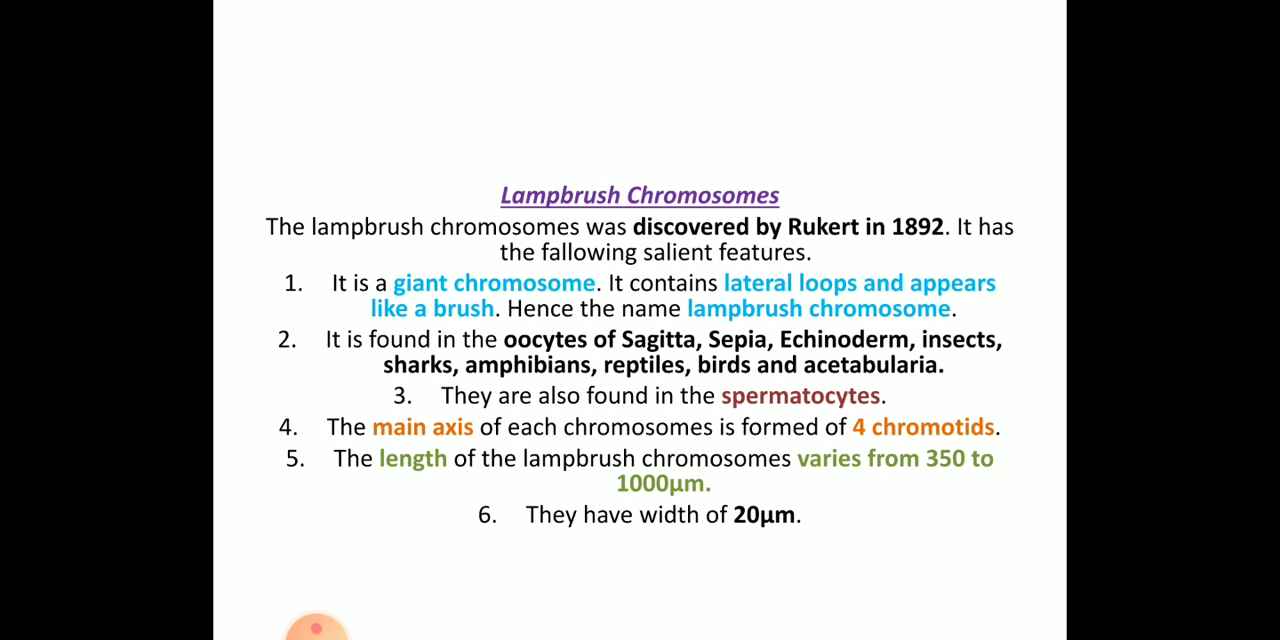 Lampbrush Chromosomes
The lampbrush chromosomes was discovered by Rukert in 1892. It has
the fallowing salient features.
1. It is a giant chromosome. It contains lateral loops and appears
like a brush. Hence the name lampbrush chromosome.
2. It is found in the oocytes of Sagitta, Sepia, Echinoderm, insects,
sharks, amphibians, reptiles, birds and acetabularia.
3. They are also found in the spermatocytes.
4. The main axis of each chromosomes is formed of 4 chromotids.
5. The length of the lampbrush chromosomes varies from 350 to
1000µm.
6. They have width of 20µm.